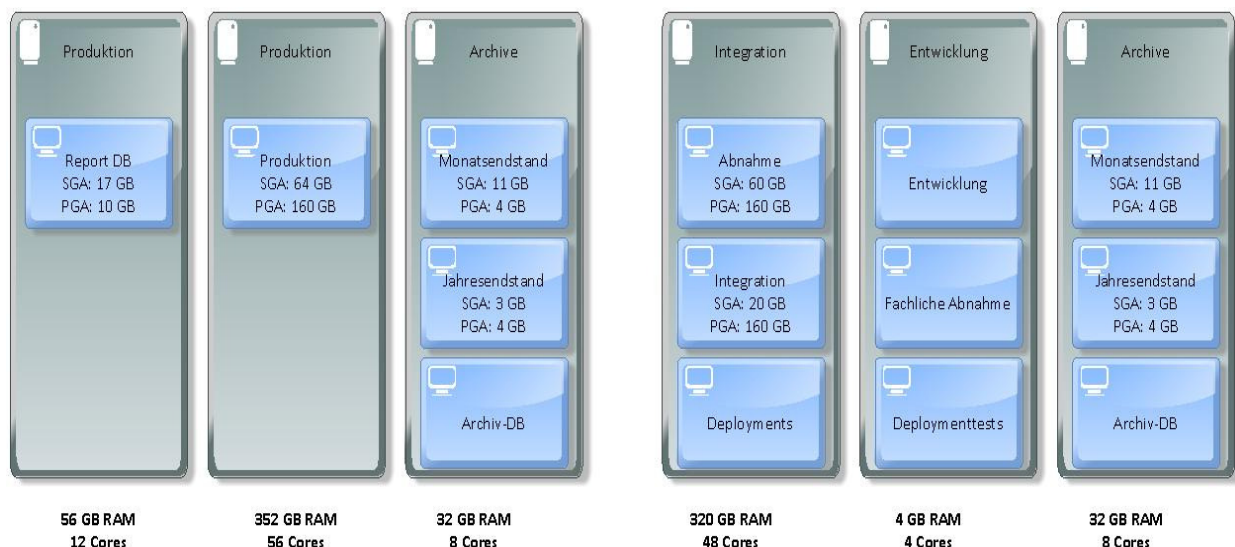 Produktion
Report DB
SGA: 17 GB
PGA: 10 GB
56 GB RAM
12 Cores
Produktion
Produktion
SGA: 64 GB
PGA: 160 GB
352 GB RAM
56 Cores
Archive
Monatsendstand
SGA: 11 GB
PGA: 4 GB
Jahresendstand
SGA: 3 GB
PGA: 4 GB
Archiv-DB
32 GB RAM
8 Cores
Integration
Abnahme
SGA: 60 GB
PGA: 160 GB
Integration
SGA: 20 GB
PGA: 160 GB
Deployments
320 GB RAM
48 Cores
Entwicklung
Entwicklung
Fachliche Abnahme
Deploymenttests
4 GB RAM
4 Cores
Archive
Monatsendstand
SGA: 11 GB
PGA: 4 GB
Jahresendstand
SGA: 3 GB
PGA: 4 GB
Archiv-DB
32 GB RAM
8 Cores